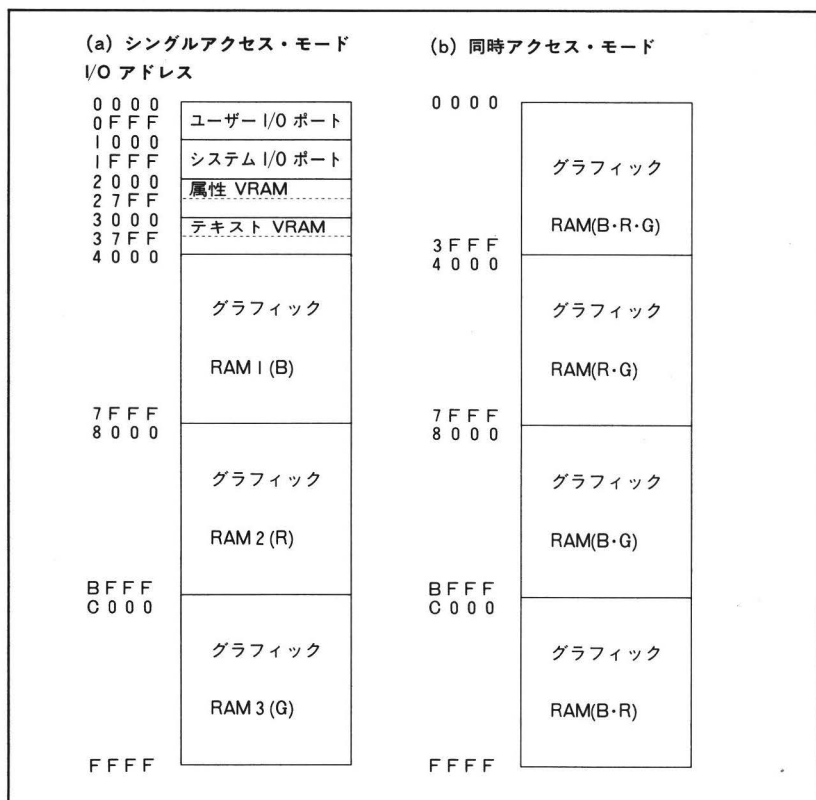 (a) シングルアクセス・モード
I/O アドレス
0000
0FFF
1000
1FFF
2000
27FF
3000
37FF
4000
7FFF
8000
BFFF
C000
FFFF
ユーザー I/O ポート
システム I/O ポート
属性 VRAM
テキスト VRAM
グラフィック
RAM1(B)
グラフィック
RAM2(R)
グラフィック
RAM3(G)
(b) 同時アクセス・モード
0000
3FFF
4000
7FFF
8000
BFFF
C000
FFFF
グラフィック
RAM(B・R・G)
グラフィック
RAM(R・G)
グラフィック
RAM(B・G)
グラフィック
RAM(B・R)